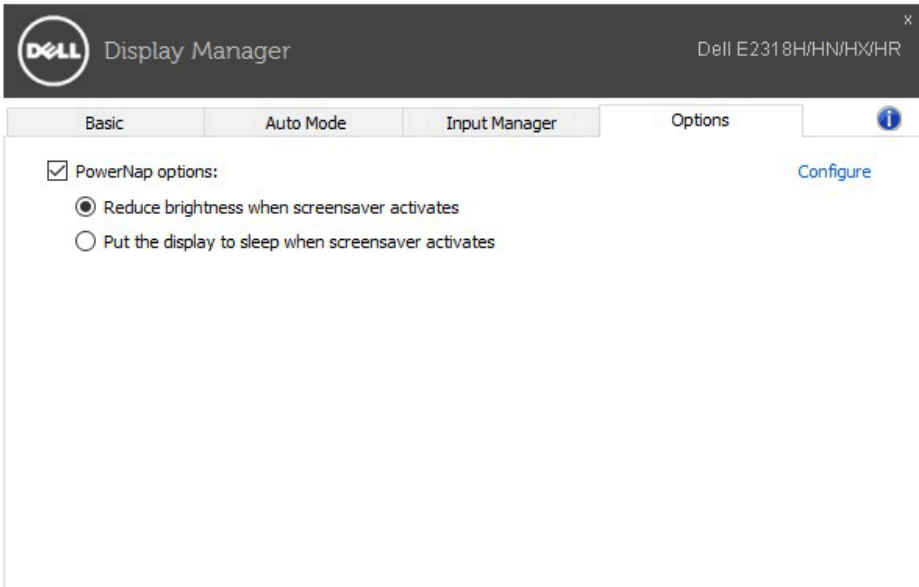 DELL Display Manager
x
Dell E2318H/HN/HX/HR
Basic Auto Mode Input Manager Options i
PowerNap options: Configure
Reduce brightness when screensaver activates
Put the display to sleep when screensaver activates